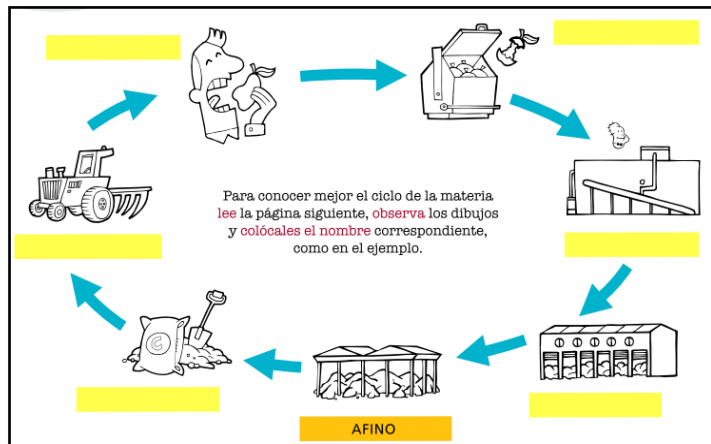 Para conocer mejor el ciclo de la materia
lee la página siguiente, observa los dibujos
y colócales el nombre correspondiente,
como en el ejemplo.
C
AFINO